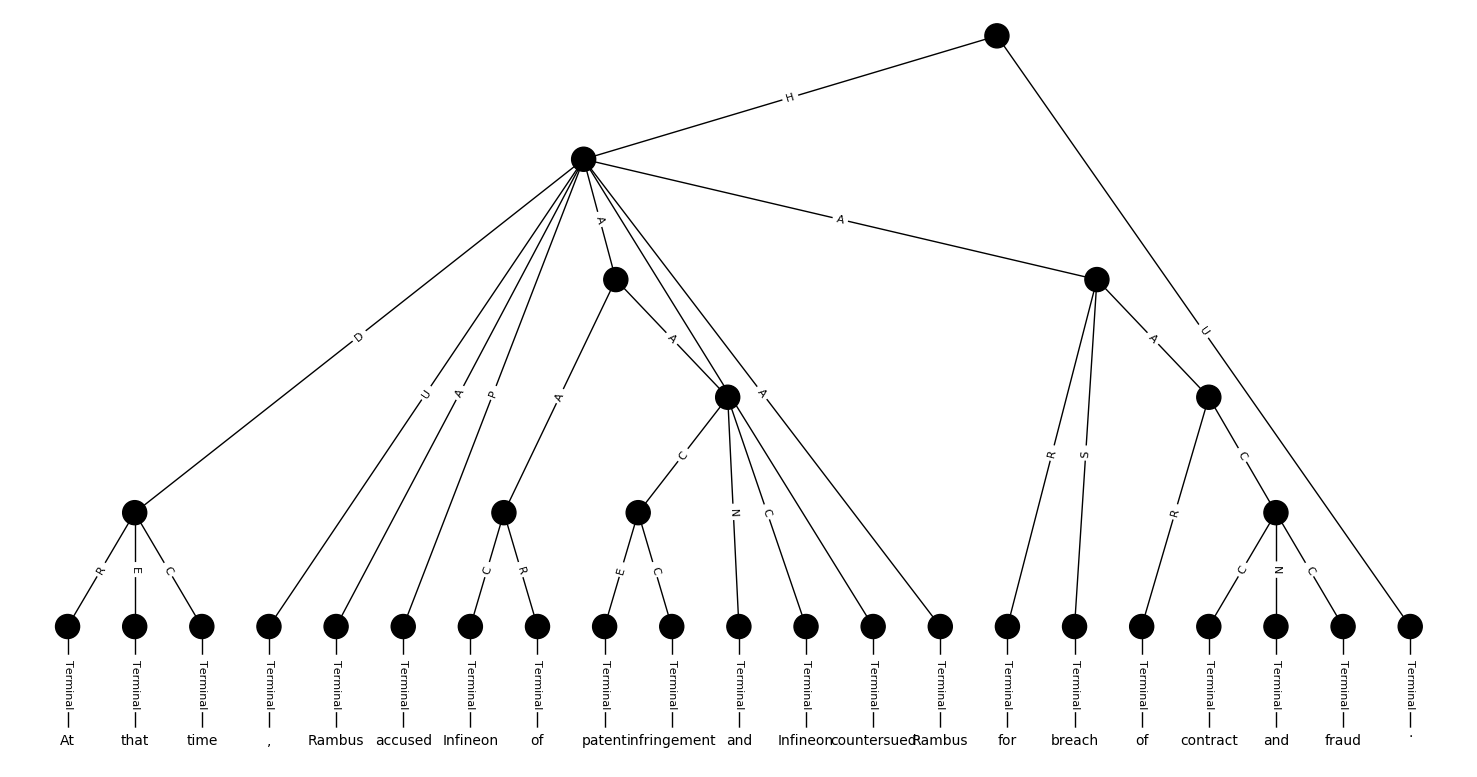 H
A
A
D
U
A
A
U
A
P
A
A
C
R
S
C
N
C
R
R
E
C
C
R
E
C
C
N
C
Terminal Terminal Terminal Terminal Terminal Terminal Terminal Terminal Terminal Terminal Terminal Terminal Terminal Terminal Terminal Terminal Terminal Terminal Terminal Terminal Terminal
At that time , Rambus accused Infineon of patent infringement and Infineon countersued Rambus for breach of contract and fraud .